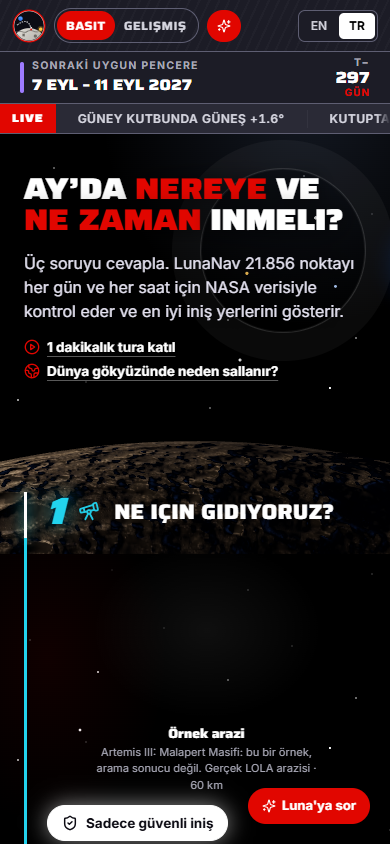 BASIT
GELIŞMIŞ
EN
TR
SONRAKI UYGUN PENCERE
7 EYL – 11 EYL 2027
T−
297
GÜN
LIVE
GÜNEY KUTBUNDA GÜNEŞ +1.6°
KUTUPTA
AY’DA NEREYE VE
NE ZAMAN INMELI?
Üç soruyu cevapla. LunaNav 21.856 noktayı
her gün ve her saat için NASA verisiyle
kontrol eder ve en iyi iniş yerlerini gösterir.
1 dakikalık tura katıl
Dünya gökyüzünde neden sallanır?
1 NE IÇIN GIDIYORUZ?
Örnek arazi
Artemis III: Malapert Masifi: bu bir örnek,
arama sonucu değil. Gerçek LOLA arazisi ·
60 km
Luna'ya sor
Sadece güvenli iniş